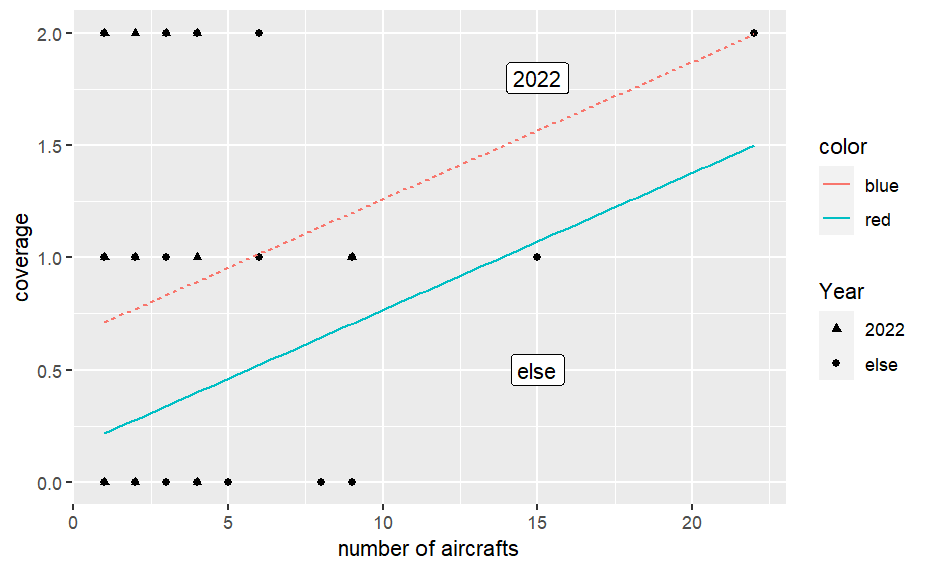 2.0
1.5
1.0
0.5
0.0
coverage
0 5 10 15 20
number of aircrafts
2022
else
color
blue
red
Year
2022
else